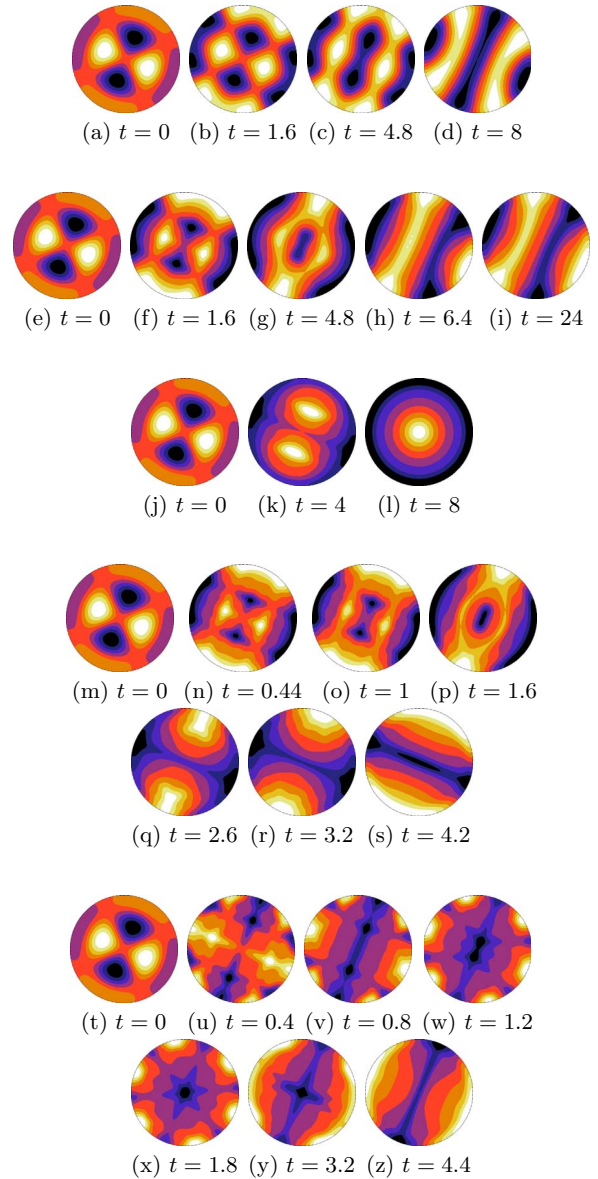 (a) t = 0 (b) t = 1.6 (c) t = 4.8 (d) t = 8
(e) t = 0 (f) t = 1.6 (g) t = 4.8 (h) t = 6.4 (i) t = 24
(j) t = 0 (k) t = 4 (l) t = 8
(m) t = 0 (n) t = 0.44 (o) t = 1 (p) t = 1.6
(q) t = 2.6 (r) t = 3.2 (s) t = 4.2
(t) t = 0 (u) t = 0.4 (v) t = 0.8 (w) t = 1.2
(x) t = 1.8 (y) t = 3.2 (z) t = 4.4